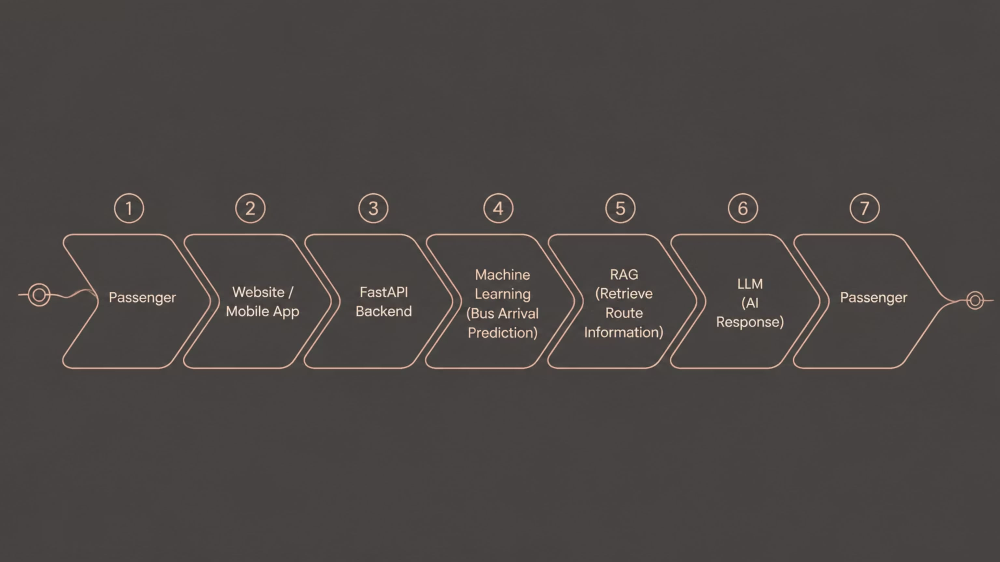 1
Passenger
2
Website /
Mobile App
3
FastAPI
Backend
4
Machine
Learning
(Bus Arrival
Prediction)
5
RAG
(Retrieve
Route
Information)
6
LLM
(AI
Response)
7
Passenger